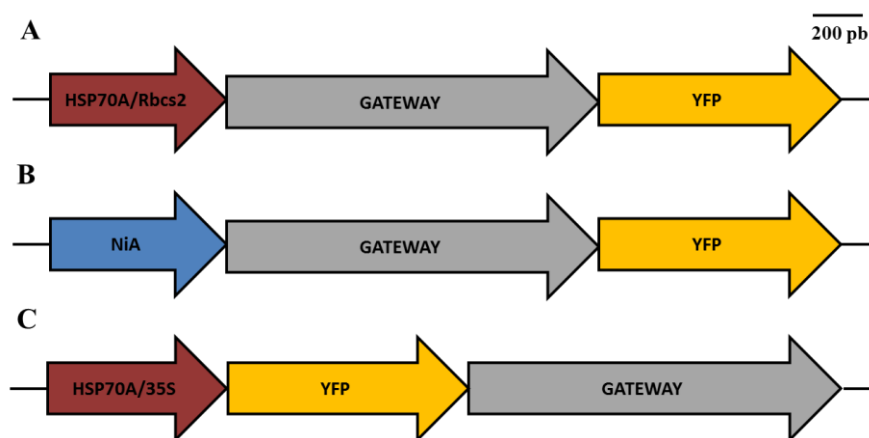 A
200 pb
HSP70A/Rbcs2 GATEWAY YFP
B
NiA GATEWAY YFP
C
HSP70A/35S YFP GATEWAY